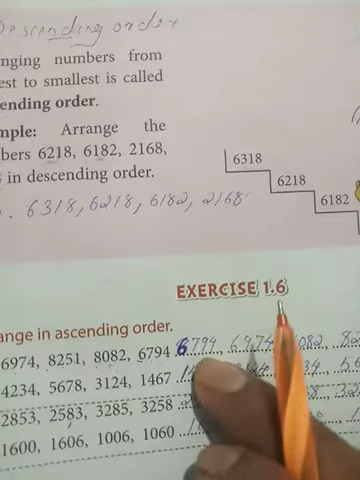 Descending order
nging numbers from
est to smallest is called
ending order.
mple: Arrange the
bers 6218, 6182, 2168,
in descending order.
6318
6218
6182
6318, 6218, 6182, 2168
EXERCISE 1.6
ange in ascending order.
6974, 8251, 8082, 6794 6794, 6974, 082, 82
4234, 5678, 3124, 1467
2853, 2583, 3285, 3258
1600, 1606, 1006, 1060